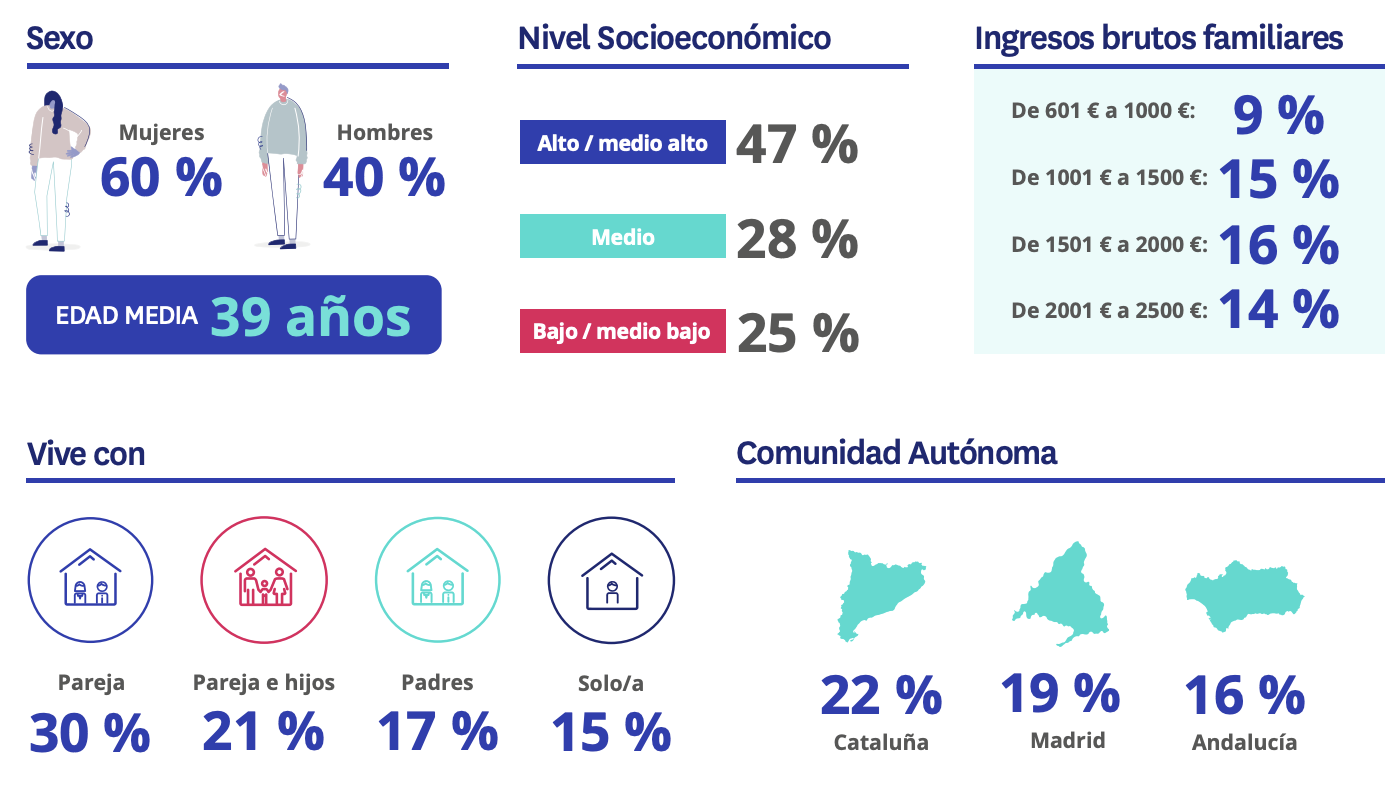 Sexo
Mujeres
60 %
Hombres
40 %
EDAD MEDIA 39 años
Nivel Socioeconómico
Alto / medio alto 47 %
Medio 28 %
Bajo / medio bajo 25 %
Ingresos brutos familiares
De 601 € a 1000 €: 9 %
De 1001 € a 1500 €: 15 %
De 1501 € a 2000 €: 16 %
De 2001 € a 2500 €: 14 %
Vive con
Pareja
30 %
Pareja e hijos
21 %
Padres
17 %
Solo/a
15 %
Comunidad Autónoma
22 %
Cataluña
19 %
Madrid
16 %
Andalucía